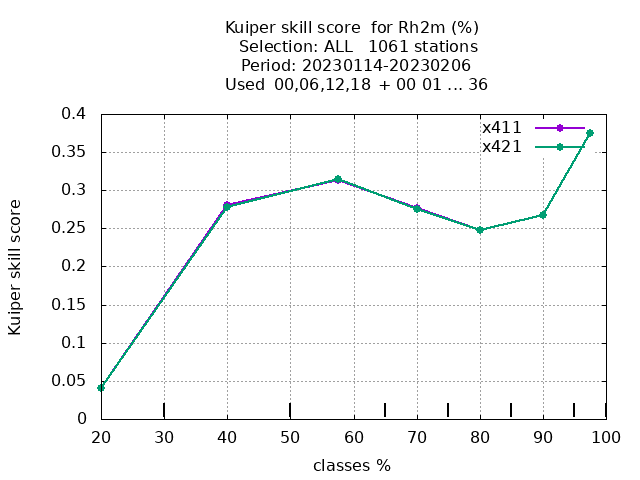 Kuiper skill score  for Rh2m (%)
Selection: ALL   1061 stations
Period: 20230114-20230206
Used  00,06,12,18 + 00 01 ... 36
x411
x421
0.4
0.35
0.3
0.25
0.2
0.15
0.1
0.05
0
Kuiper skill score
20 30 40 50 60 70 80 90 100
classes %